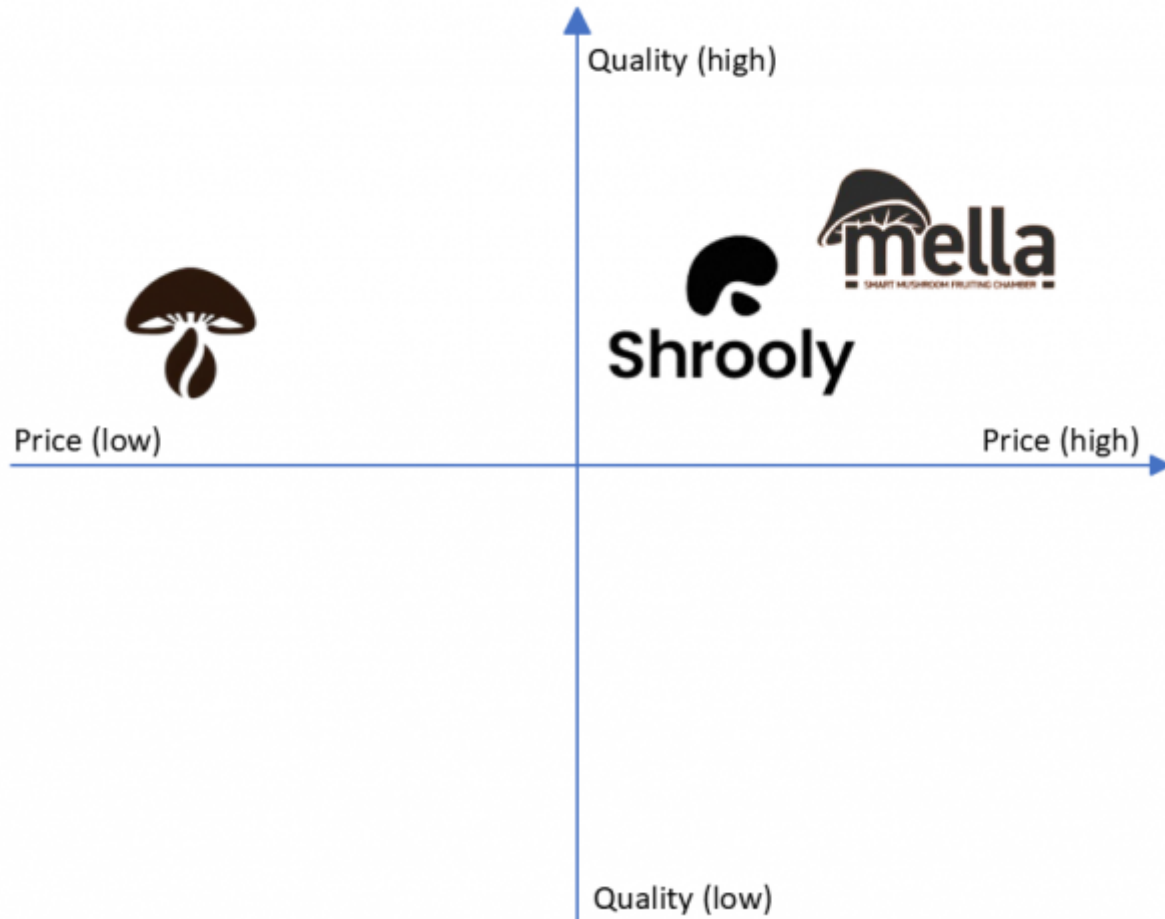 Quality (high)
mella
SMART MUSHROOM FRUITING CHAMBER
Shrooly
Price (low)
Price (high)
Quality (low)